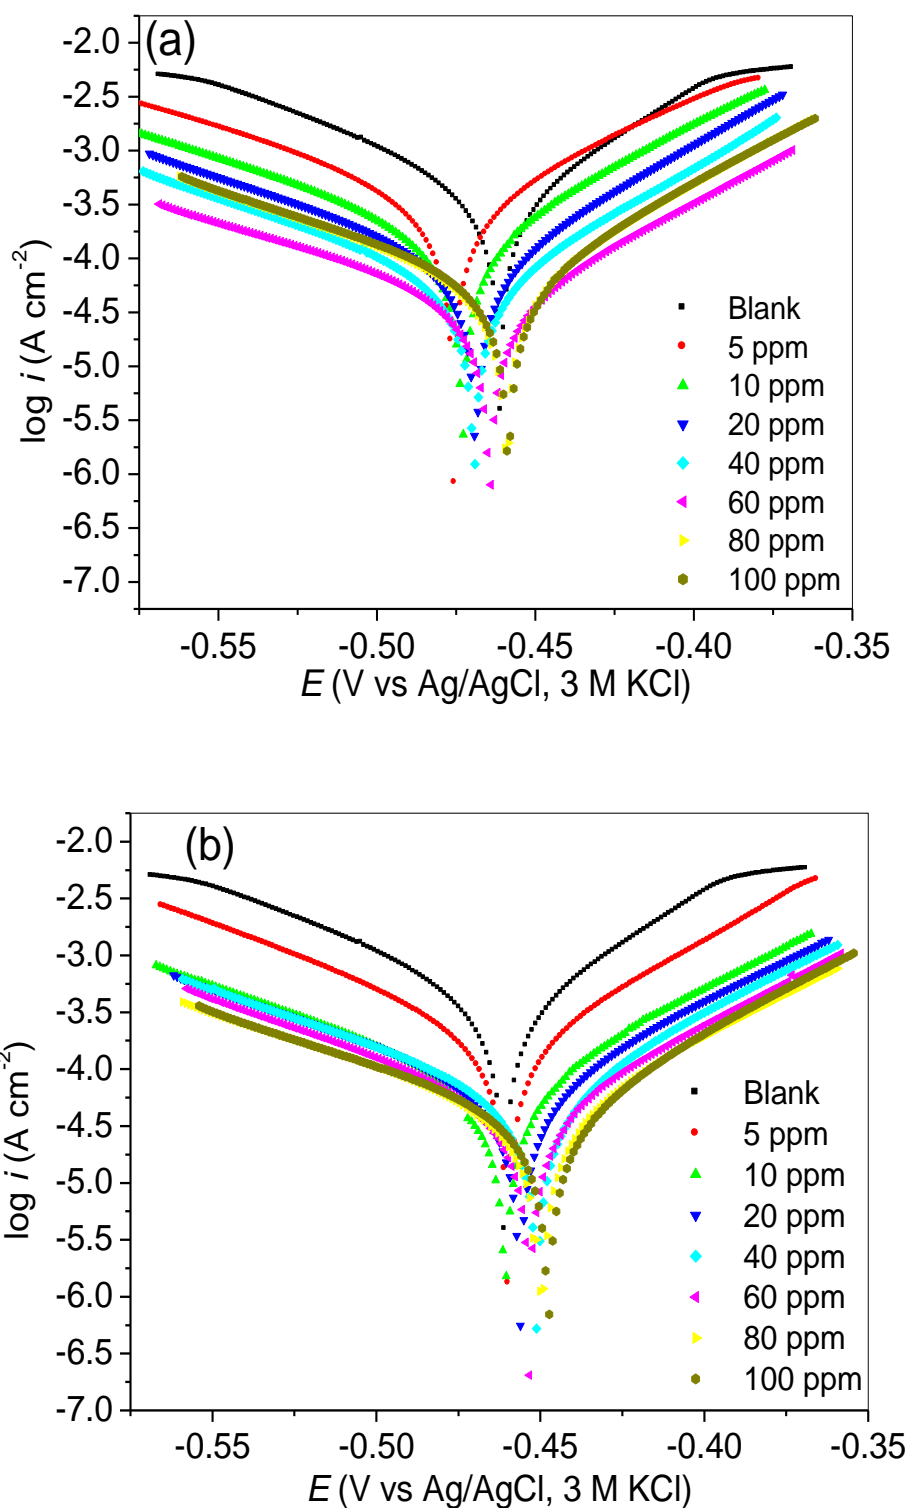 (a)
-2.0
-2.5
-3.0
-3.5
-4.0
-4.5
-5.0
-5.5
-6.0
-6.5
-7.0
log i (A cm⁻²)
Blank
5 ppm
10 ppm
20 ppm
40 ppm
60 ppm
80 ppm
100 ppm
-0.55 -0.50 -0.45 -0.40 -0.35
E (V vs Ag/AgCl, 3 M KCl)
(b)
-2.0
-2.5
-3.0
-3.5
-4.0
-4.5
-5.0
-5.5
-6.0
-6.5
-7.0
log i (A cm⁻²)
Blank
5 ppm
10 ppm
20 ppm
40 ppm
60 ppm
80 ppm
100 ppm
-0.55 -0.50 -0.45 -0.40 -0.35
E (V vs Ag/AgCl, 3 M KCl)